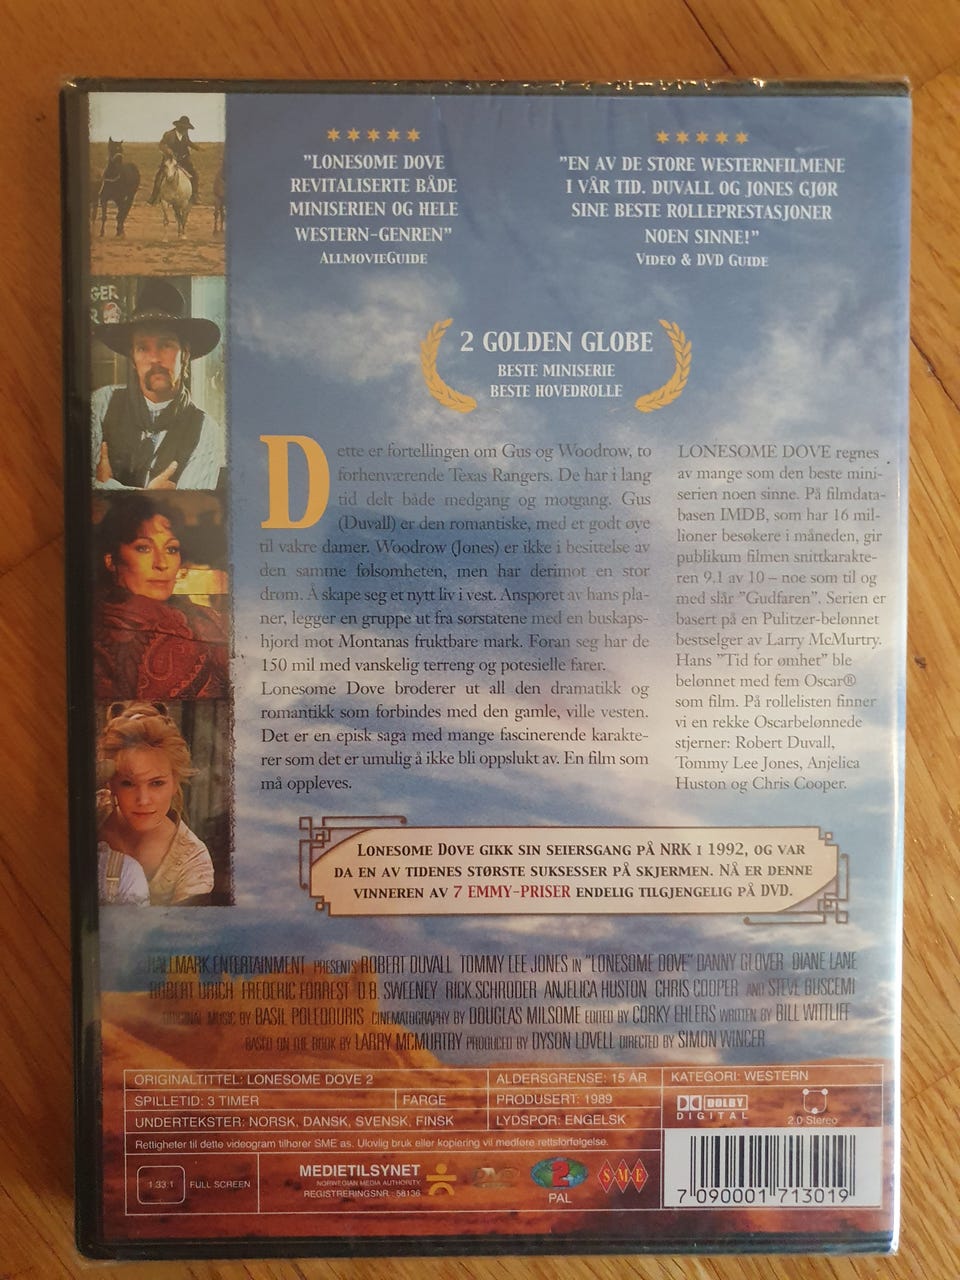 ★★★★★
"LONESOME DOVE
REVITALISERTE BÅDE
MINISERIEN OG HELE
WESTERN-GENREN"
ALLMOVIEGUIDE
★★★★★
"EN AV DE STORE WESTERNFILMENE
I VÅR TID. DUVALL OG JONES GJØR
SINE BESTE ROLLEPRESTASJONER
NOEN SINNE!"
VIDEO & DVD GUIDE
GER
2 GOLDEN GLOBE
BESTE MINISERIE
BESTE HOVEDROLLE
Dette er fortellingen om Gus og Woodrow, to
forhenværende Texas Rangers. De har i lang
tid delt både medgang og motgang. Gus
(Duvall) er den romantiske, med et godt øye
til vakre damer. Woodrow (Jones) er ikke i besittelse av
den samme følsomheten, men har derimot en stor
drøm. Å skape seg et nytt liv i vest. Ansporet av hans pla-
ner, legger en gruppe ut fra sørstatene med en buskaps-
hjord mot Montanas fruktbare mark. Foran seg har de
150 mil med vanskelig terreng og potesielle farer.
Lonesome Dove broderer ut all den dramatikk og
romantikk som forbindes med den gamle, ville vesten.
Det er en episk saga med mange fascinerende karakte-
rer som det er umulig å ikke bli oppslukt av. En film som
må oppleves.
LONESOME DOVE regnes
av mange som den beste mini-
serien noen sinne. På filmdata-
basen IMDB, som har 16 mil-
lioner besøkere i måneden, gir
publikum filmen snittkarakte-
ren 9.1 av 10 – noe som til og
med slår "Gudfaren". Serien er
basert på en Pulitzer-belønnet
bestselger av Larry McMurtry.
Hans "Tid for ømhet" ble
belønnet med fem Oscar®
som film. På rollelisten finner
vi en rekke Oscarbelønnede
stjerner: Robert Duvall,
Tommy Lee Jones, Anjelica
Huston og Chris Cooper.
LONESOME DOVE GIKK SIN SEIERSGANG PÅ NRK I 1992, OG VAR
DA EN AV TIDENES STØRSTE SUKSESSER PÅ SKJERMEN. NÅ ER DENNE
VINNEREN AV 7 EMMY-PRISER ENDELIG TILGJENGELIG PÅ DVD.
HALLMARK ENTERTAINMENT PRESENTS ROBERT DUVALL TOMMY LEE JONES IN "LONESOME DOVE" DANNY GLOVER DIANE LANE
ROBERT URICH FREDERIC FORREST D.B. SWEENEY RICK SCHRODER ANJELICA HUSTON CHRIS COOPER AND STEVE BUSCEMI
ORIGINAL MUSIC BY BASIL POLEDOURIS CINEMATOGRAPHY BY DOUGLAS MILSOME EDITED BY CORKY EHLERS WRITTEN BY BILL WITTLIFF
BASED ON THE BOOK BY LARRY MCMURTRY PRODUCED BY DYSON LOVELL DIRECTED BY SIMON WINCER
ORIGINALTITTEL: LONESOME DOVE 2
ALDERSGRENSE: 15 ÅR
KATEGORI: WESTERN
SPILLETID: 3 TIMER
FARGE
PRODUSERT: 1989
UNDERTEKSTER: NORSK, DANSK, SVENSK, FINSK
LYDSPOR: ENGELSK
DOLBY
DIGITAL
2.0 Stereo
Rettigheter til dette videogram tilhører SME as. Ulovlig bruk eller kopiering vil medføre rettsforfølgelse.
1.33:1
FULL SCREEN
MEDIETILSYNET
NORWEGIAN MEDIA AUTHORITY
REGISTRERINGSNR. 58136
DVD
2
PAL
SME
7 090001 713019